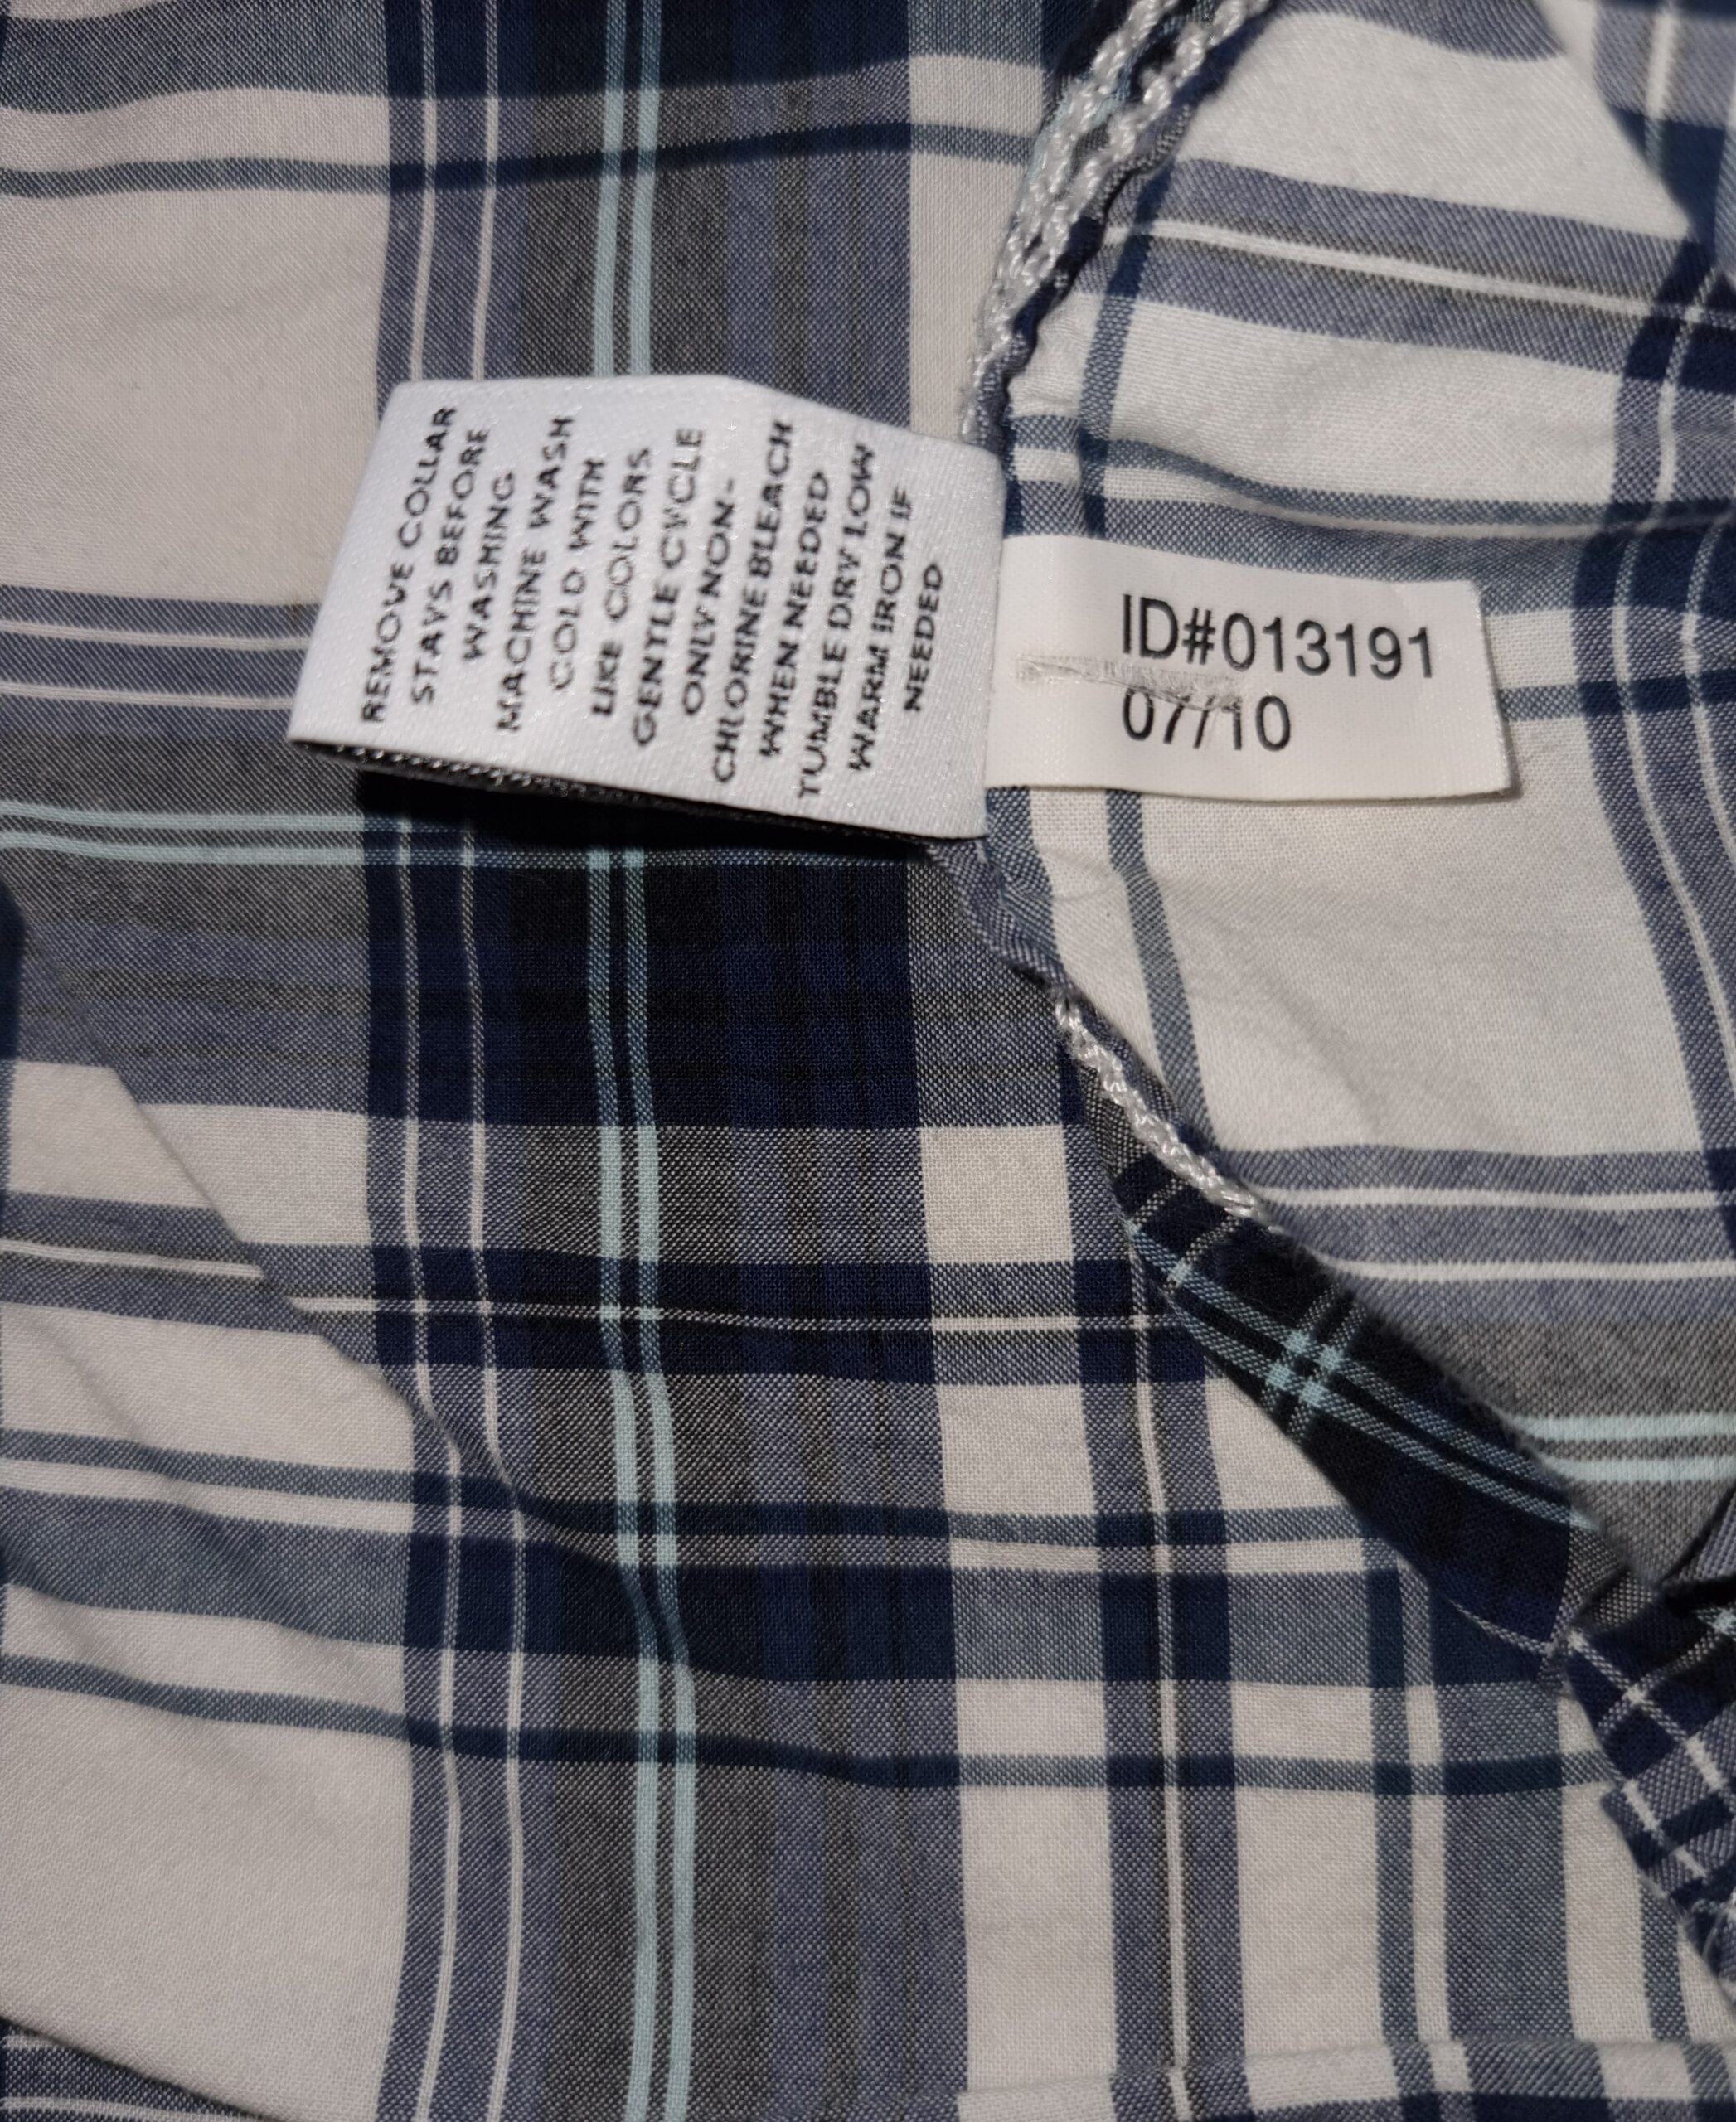 REMOVE COLLAR
STAYS BEFORE
WASHING
MACHINE WASH
COLD WITH
LIKE COLORS
GENTLE CYCLE
ONLY NON-
CHLORINE BLEACH
WHEN NEEDED
TUMBLE DRY LOW
WARM IRON IF
NEEDED
ID#013191
07/10